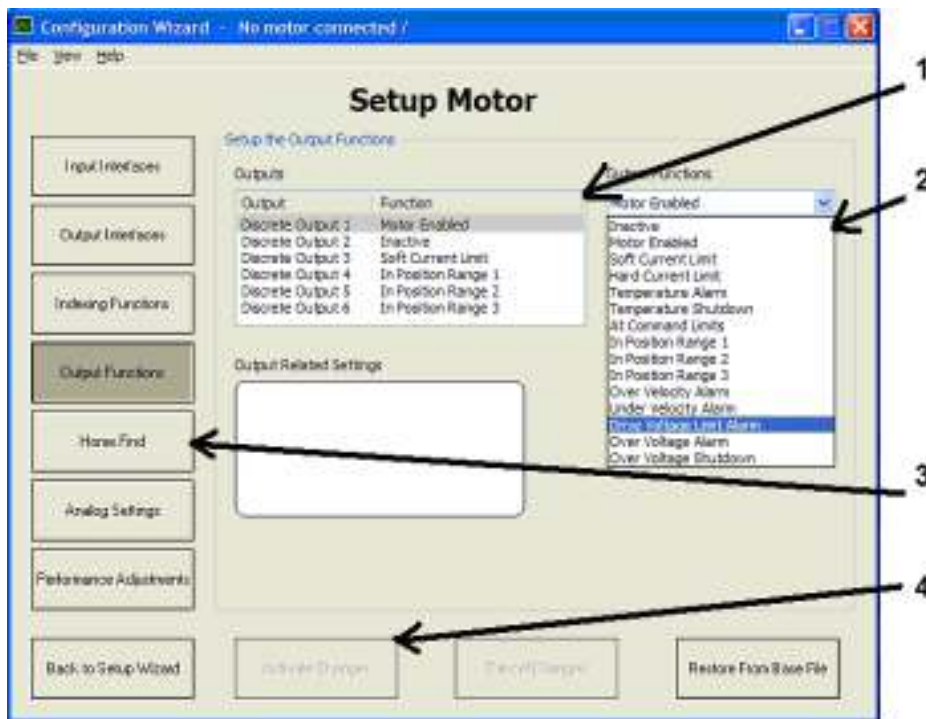 Configuration Wizard - No motor connected /
File View Help
1
Setup Motor
Setup the Output Functions
Input Interfaces
Outputs
Functions
2
Output Function
Motor Enabled
Discrete Output 1 Motor Enabled
Discrete Output 2 Inactive
Discrete Output 3 Soft Current Limit
Discrete Output 4 In Position Range 1
Discrete Output 5 In Position Range 2
Discrete Output 6 In Position Range 3
Inactive
Motor Enabled
Soft Current Limit
Hard Current Limit
Temperature Alarm
Temperature Shutdown
At Command Limits
In Position Range 1
In Position Range 2
In Position Range 3
Over Velocity Alarm
Under Velocity Alarm
Drive Voltage Limit Alarm
Over Voltage Alarm
Over Voltage Shutdown
Output Interfaces
Indexing Functions
Output Functions
Output Related Settings
Home Find
3
Analog Settings
Performance Adjustments
4
Back to Setup Wizard
Activate Changes
Cancel Changes
Restore From Base File